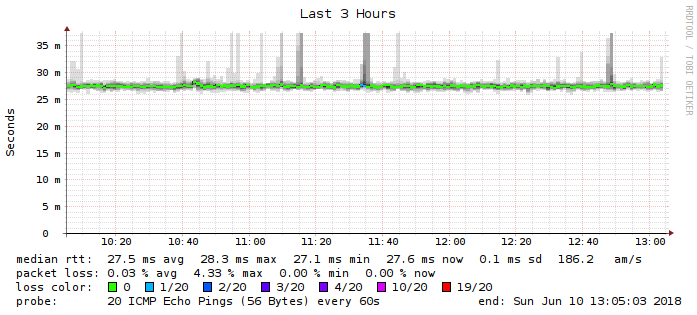 Last 3 Hours
RRDTOOL / TOBI OETIKER
Seconds
35 m
30 m
25 m
20 m
15 m
10 m
5 m
0
10:20 10:40 11:00 11:20 11:40 12:00 12:20 12:40 13:00
median rtt: 27.5 ms avg 28.3 ms max 27.1 ms min 27.6 ms now 0.1 ms sd 186.2 am/s
packet loss: 0.03 % avg 4.33 % max 0.00 % min 0.00 % now
loss color: 0 1/20 2/20 3/20 4/20 10/20 19/20
probe: 20 ICMP Echo Pings (56 Bytes) every 60s end: Sun Jun 10 13:05:03 2018